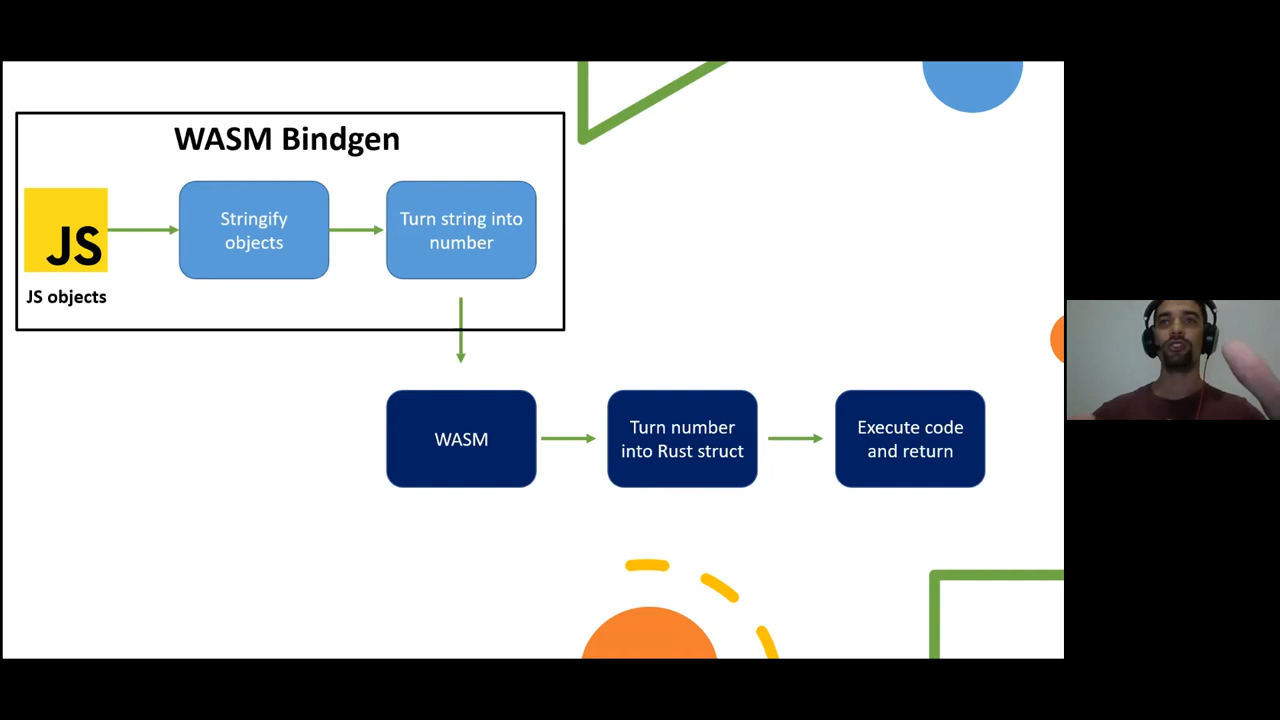 WASM Bindgen
JS
JS objects
Stringify
objects
Turn string into
number
WASM
Turn number
into Rust struct
Execute code
and return